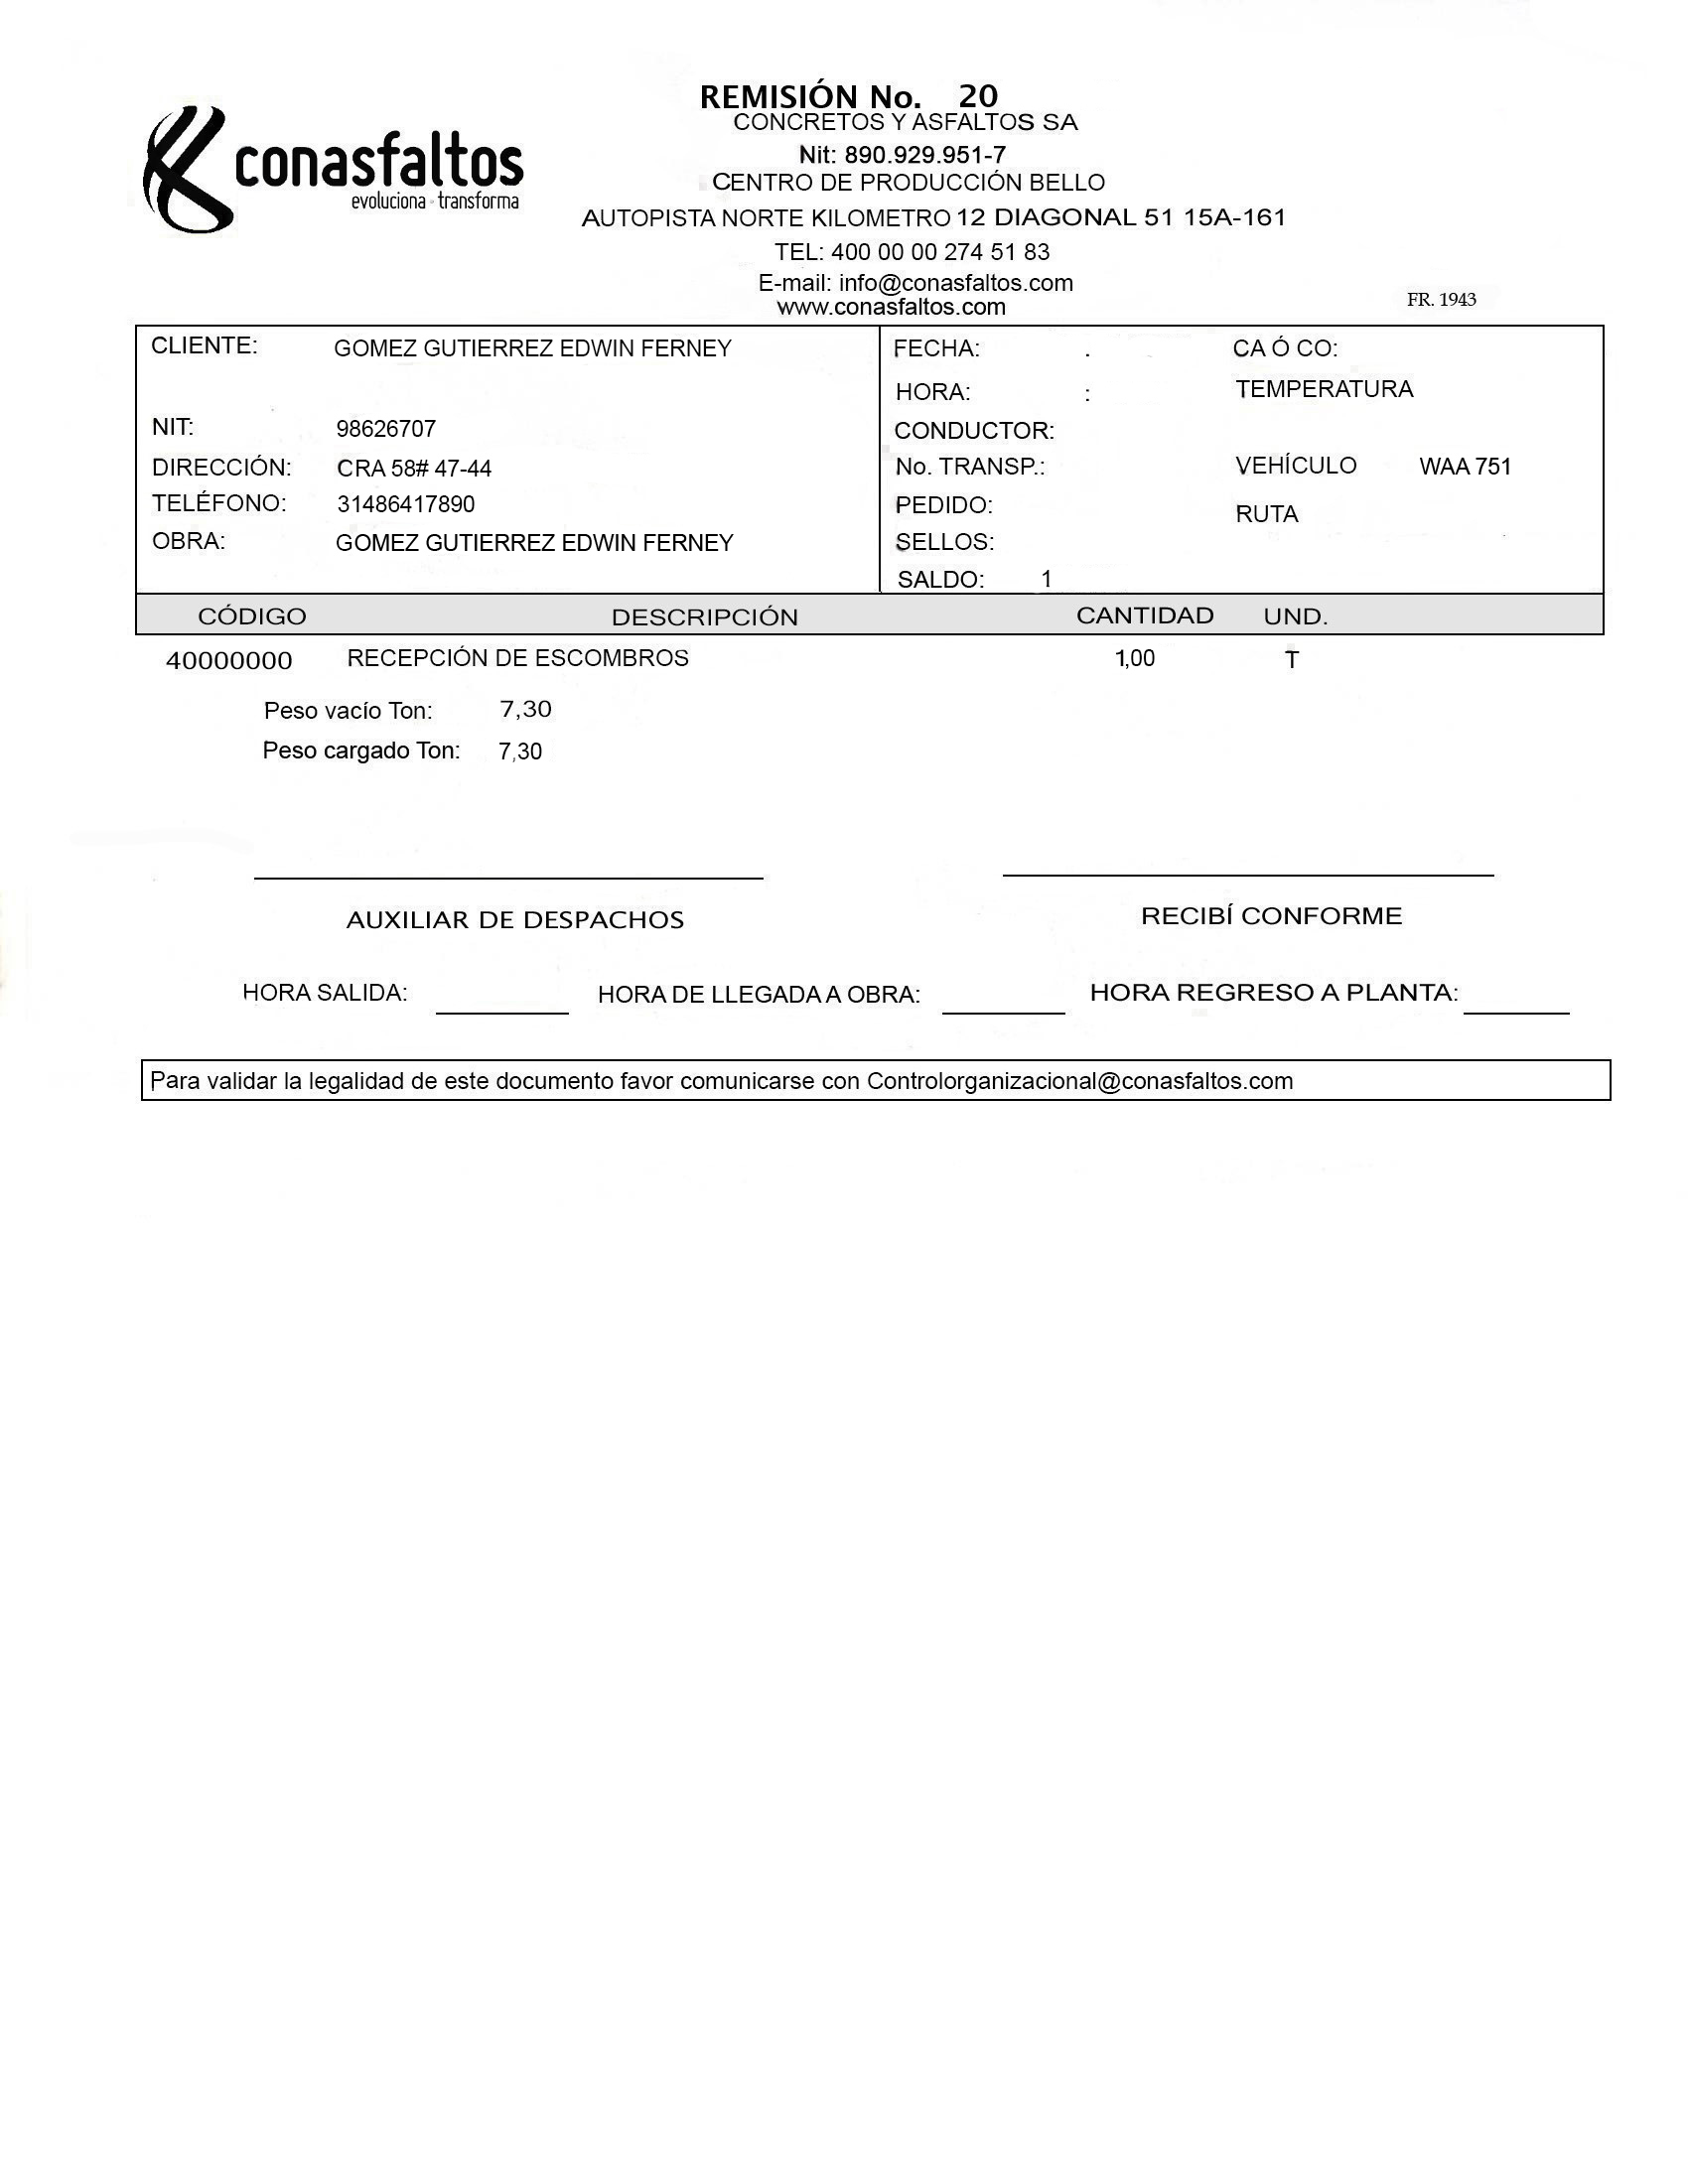 REMISIÓN No. 20
CONCRETOS Y ASFALTOS SA
Nit: 890.929.951-7
CENTRO DE PRODUCCIÓN BELLO
AUTOPISTA NORTE KILOMETRO 12 DIAGONAL 51 15A-161
TEL: 400 00 00 274 51 83
E-mail: info@conasfaltos.com
www.conasfaltos.com
conasfaltos
evoluciona - transforma
FR. 1943
CLIENTE: GOMEZ GUTIERREZ EDWIN FERNEY
NIT: 98626707
DIRECCIÓN: CRA 58# 47-44
TELÉFONO: 31486417890
OBRA: GOMEZ GUTIERREZ EDWIN FERNEY
FECHA: . CA Ó CO:
HORA: : TEMPERATURA
CONDUCTOR:
No. TRANSP.: VEHÍCULO WAA 751
PEDIDO: RUTA
SELLOS:
SALDO: 1
CÓDIGO DESCRIPCIÓN CANTIDAD UND.
40000000 RECEPCIÓN DE ESCOMBROS 1,00 T
Peso vacío Ton: 7,30
Peso cargado Ton: 7,30
AUXILIAR DE DESPACHOS RECIBÍ CONFORME
HORA SALIDA: HORA DE LLEGADA A OBRA: HORA REGRESO A PLANTA:
Para validar la legalidad de este documento favor comunicarse con Controlorganizacional@conasfaltos.com